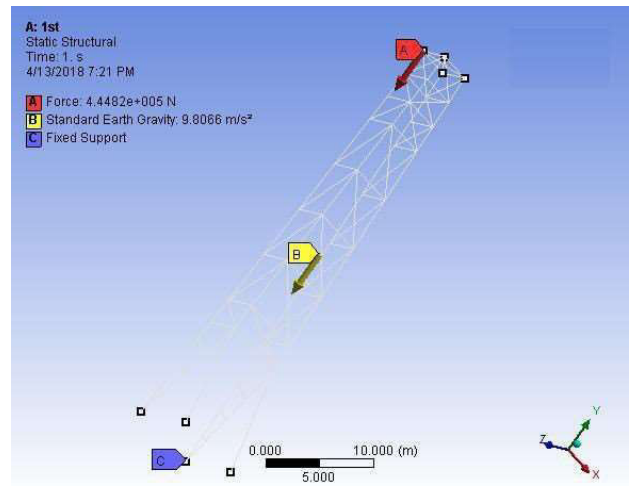 A: 1st
Static Structural
Time: 1. s
4/13/2018 7:21 PM
A Force: 4.4482e+005 N
B Standard Earth Gravity: 9.8066 m/s²
C Fixed Support
A
B
C
0.000 10.000 (m)
5.000
Y
Z
X